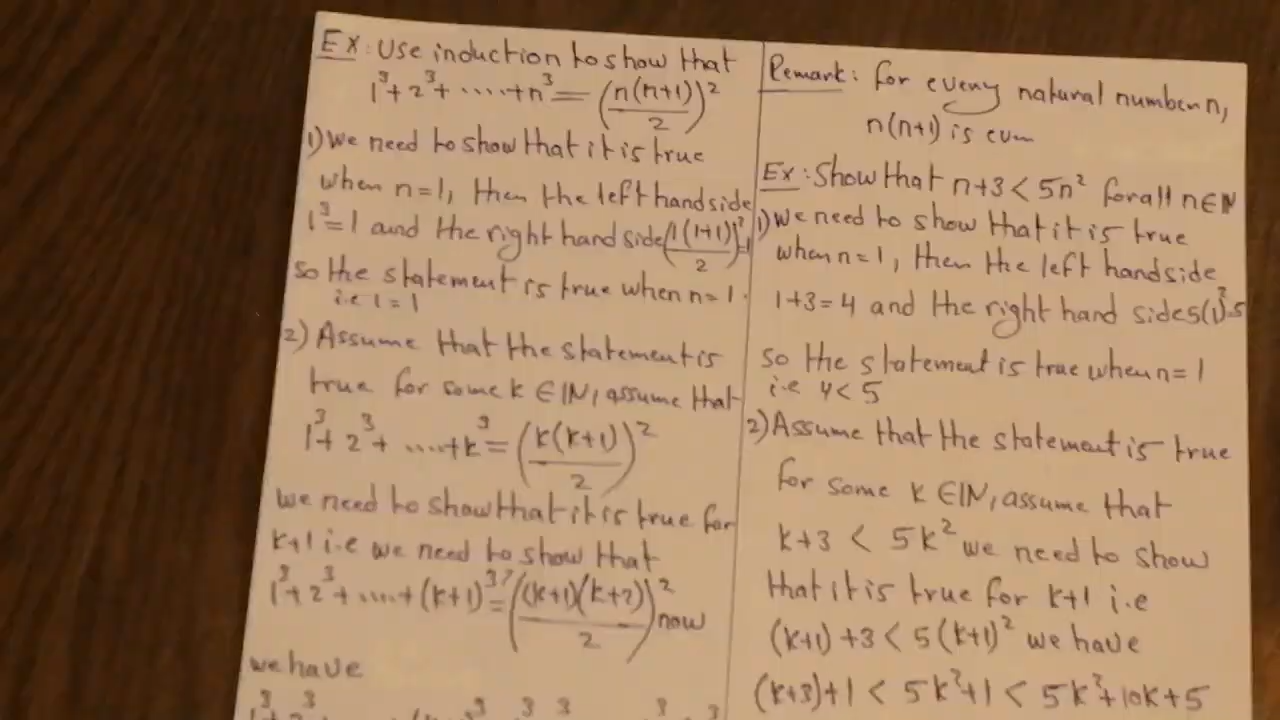 Ex: Use induction to show that
1³+2³+.....+n³=(n(n+1)/2)²
1) we need to show that it is true
when n=1, then the left hand side
1³=1 and the right hand side (1(1+1)/2)²=1
so the statement is true when n=1.
i.e 1=1
2) Assume that the statement is
true for some k ∈ IN, assume that
1³+2³+.....+k³=(k(k+1)/2)²
we need to show that it is true for
k+1 i.e we need to show that
1³+2³+.....+(k+1)³?=((k+1)(k+2)/2)² now
we have
Remark: for every natural number n,
n(n+1) is even
Ex: Show that n+3<5n² for all n∈IN
1) we need to show that it is true
when n=1, then the left hand side
1+3=4 and the right hand side 5(1)²=5
so the statement is true when n=1
i.e 4<5
2) Assume that the statement is true
for some k ∈ IN, assume that
k+3 < 5k² we need to show
that it is true for k+1 i.e
(k+1)+3 < 5(k+1)² we have
(k+3)+1 < 5k²+1 < 5k²+10k+5